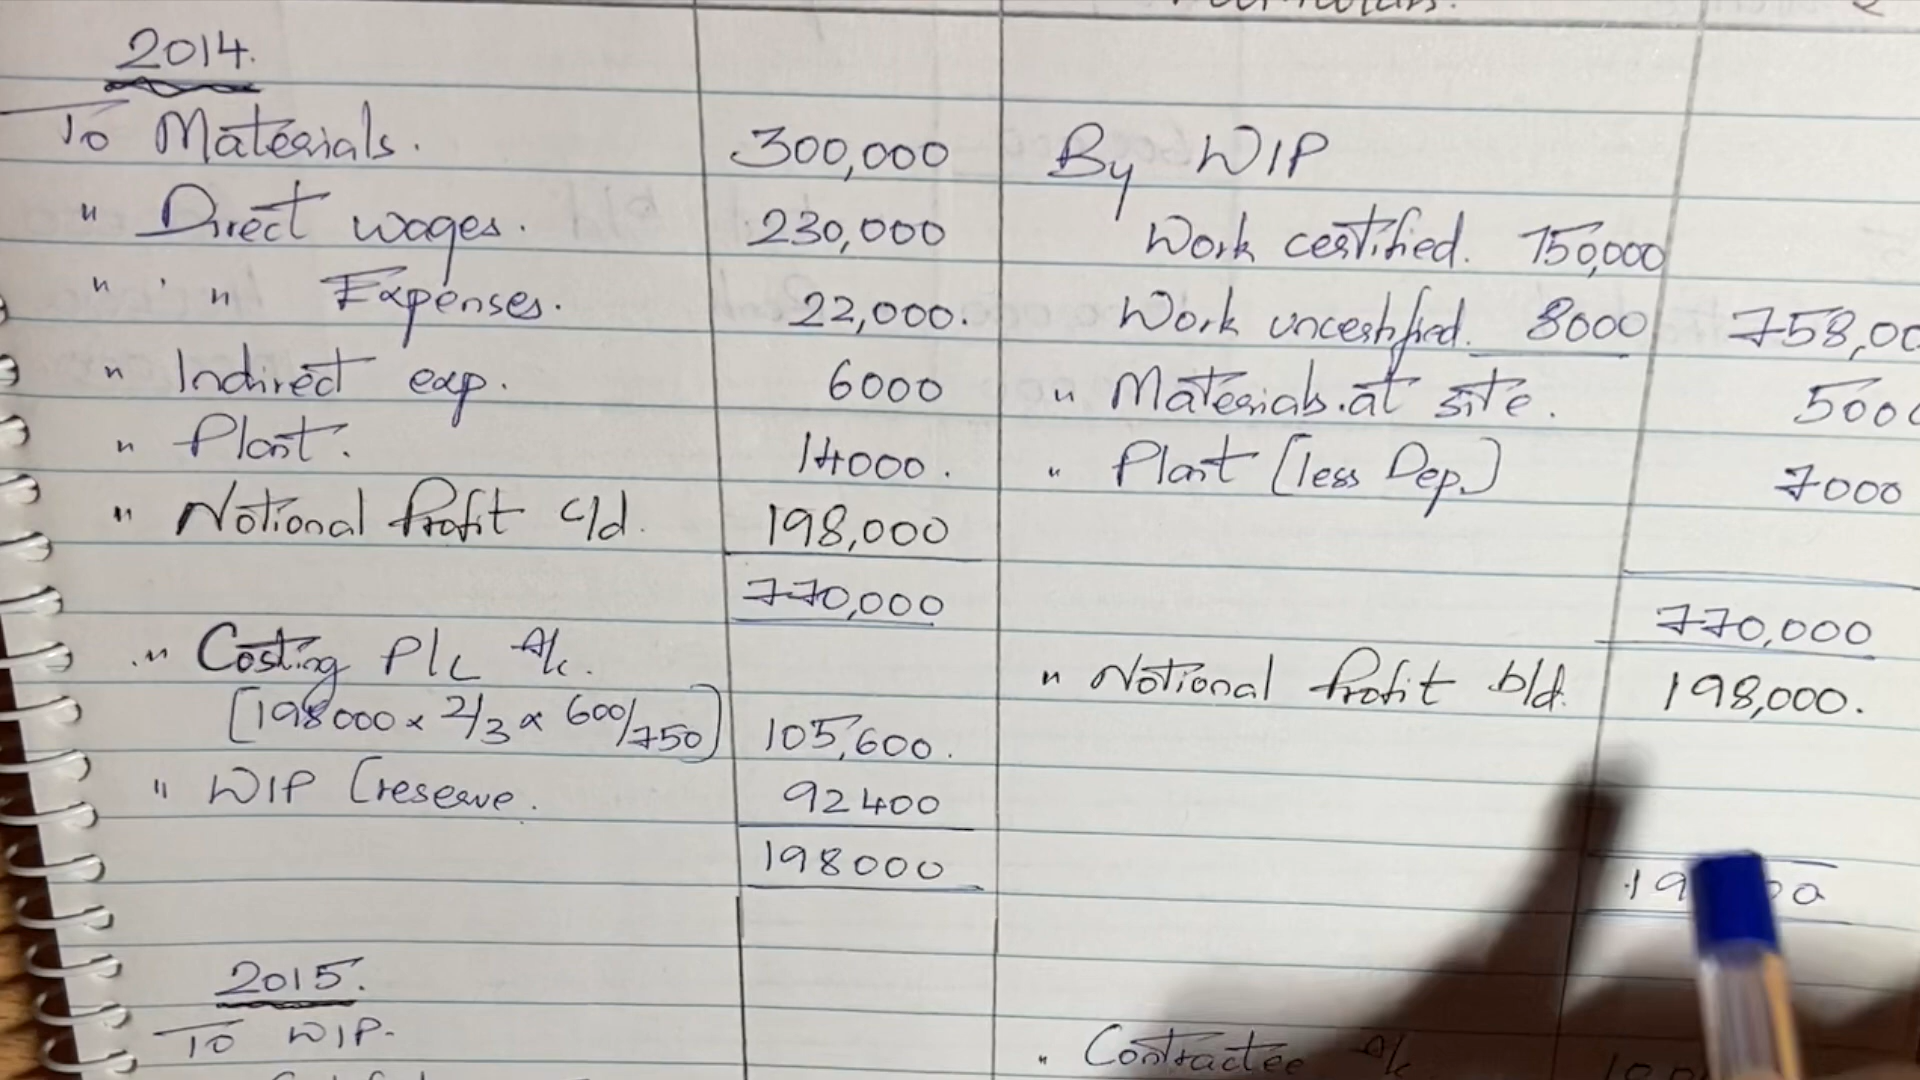 2014.
To Materials. 300,000 By WIP
" Direct wages. 230,000 Work certified. 750,000
" " Expenses. 22,000. Work uncertified. 8000 758,00
" Indirect exp. 6000 " Materials at site. 5000
" Plant. 14000. " Plant [less Dep.] 7000
" Notional Profit c/d. 198,000
770,000 770,000
" Costing P/L A/c. " Notional Profit b/d. 198,000.
[198000 x 2/3 x 600/750] 105,600.
" WIP (reserve. 92400
198000
2015.
To WIP.
" Contractee A/c